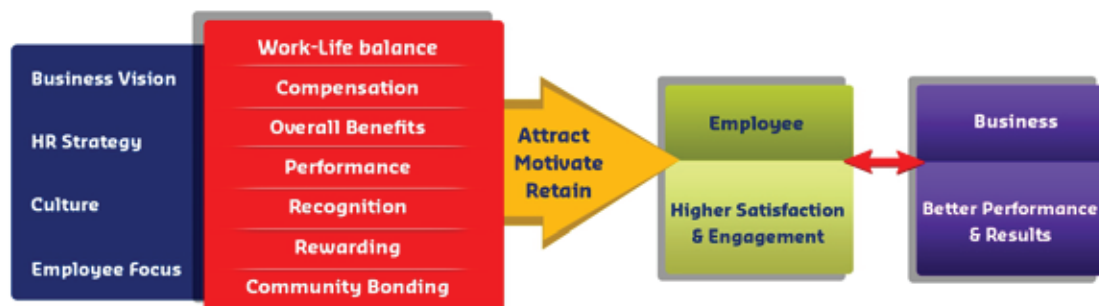 Business Vision
HR Strategy
Culture
Employee Focus
Work-Life balance
Compensation
Overall Benefits
Performance
Recognition
Rewarding
Community Bonding
Attract
Motivate
Retain
Employee
Higher Satisfaction
& Engagement
Business
Better Performance
& Results